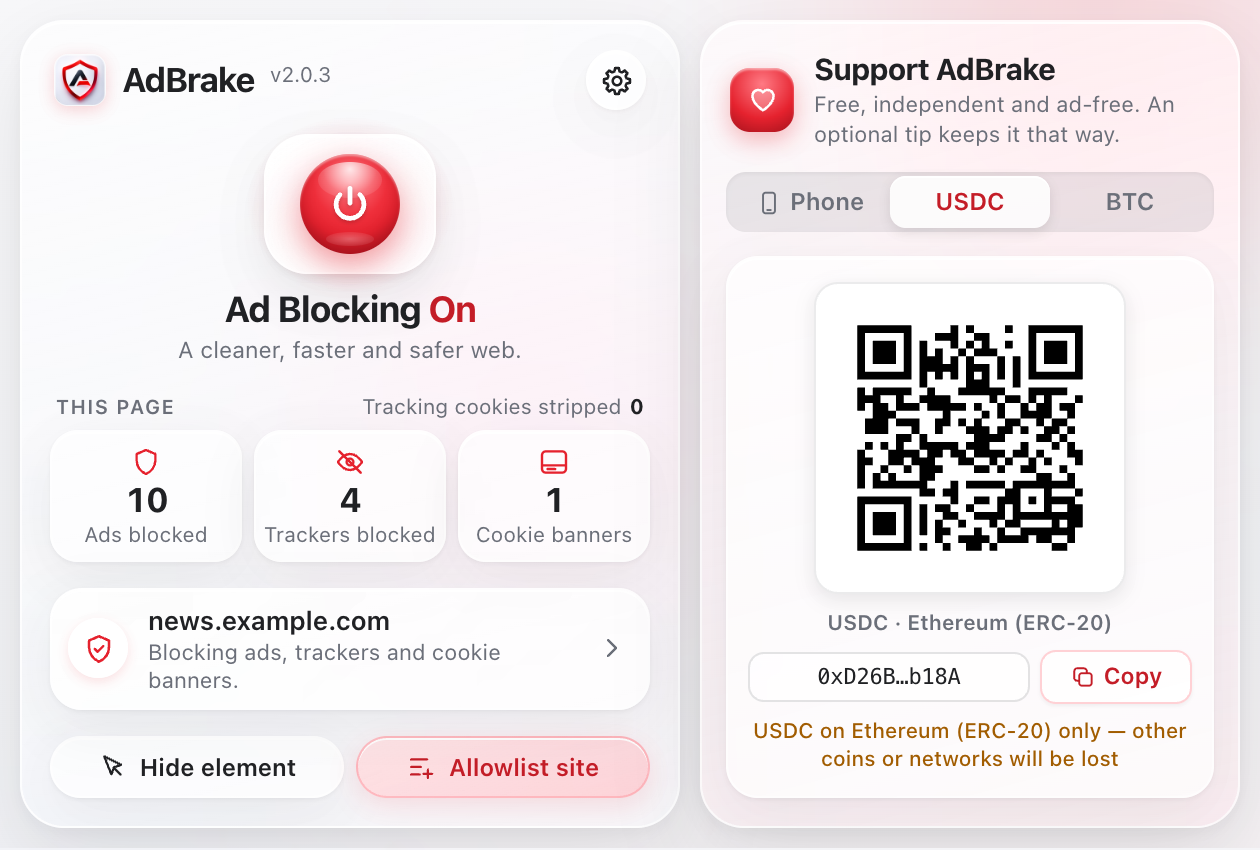 AdBrake v2.0.3
Ad Blocking On
A cleaner, faster and safer web.
THIS PAGE
Tracking cookies stripped 0
10
Ads blocked
4
Trackers blocked
1
Cookie banners
news.example.com
Blocking ads, trackers and cookie
banners.
Hide element
Allowlist site
Support AdBrake
Free, independent and ad-free. An
optional tip keeps it that way.
Phone
USDC
BTC
USDC · Ethereum (ERC-20)
0xD26B…b18A
Copy
USDC on Ethereum (ERC-20) only — other
coins or networks will be lost